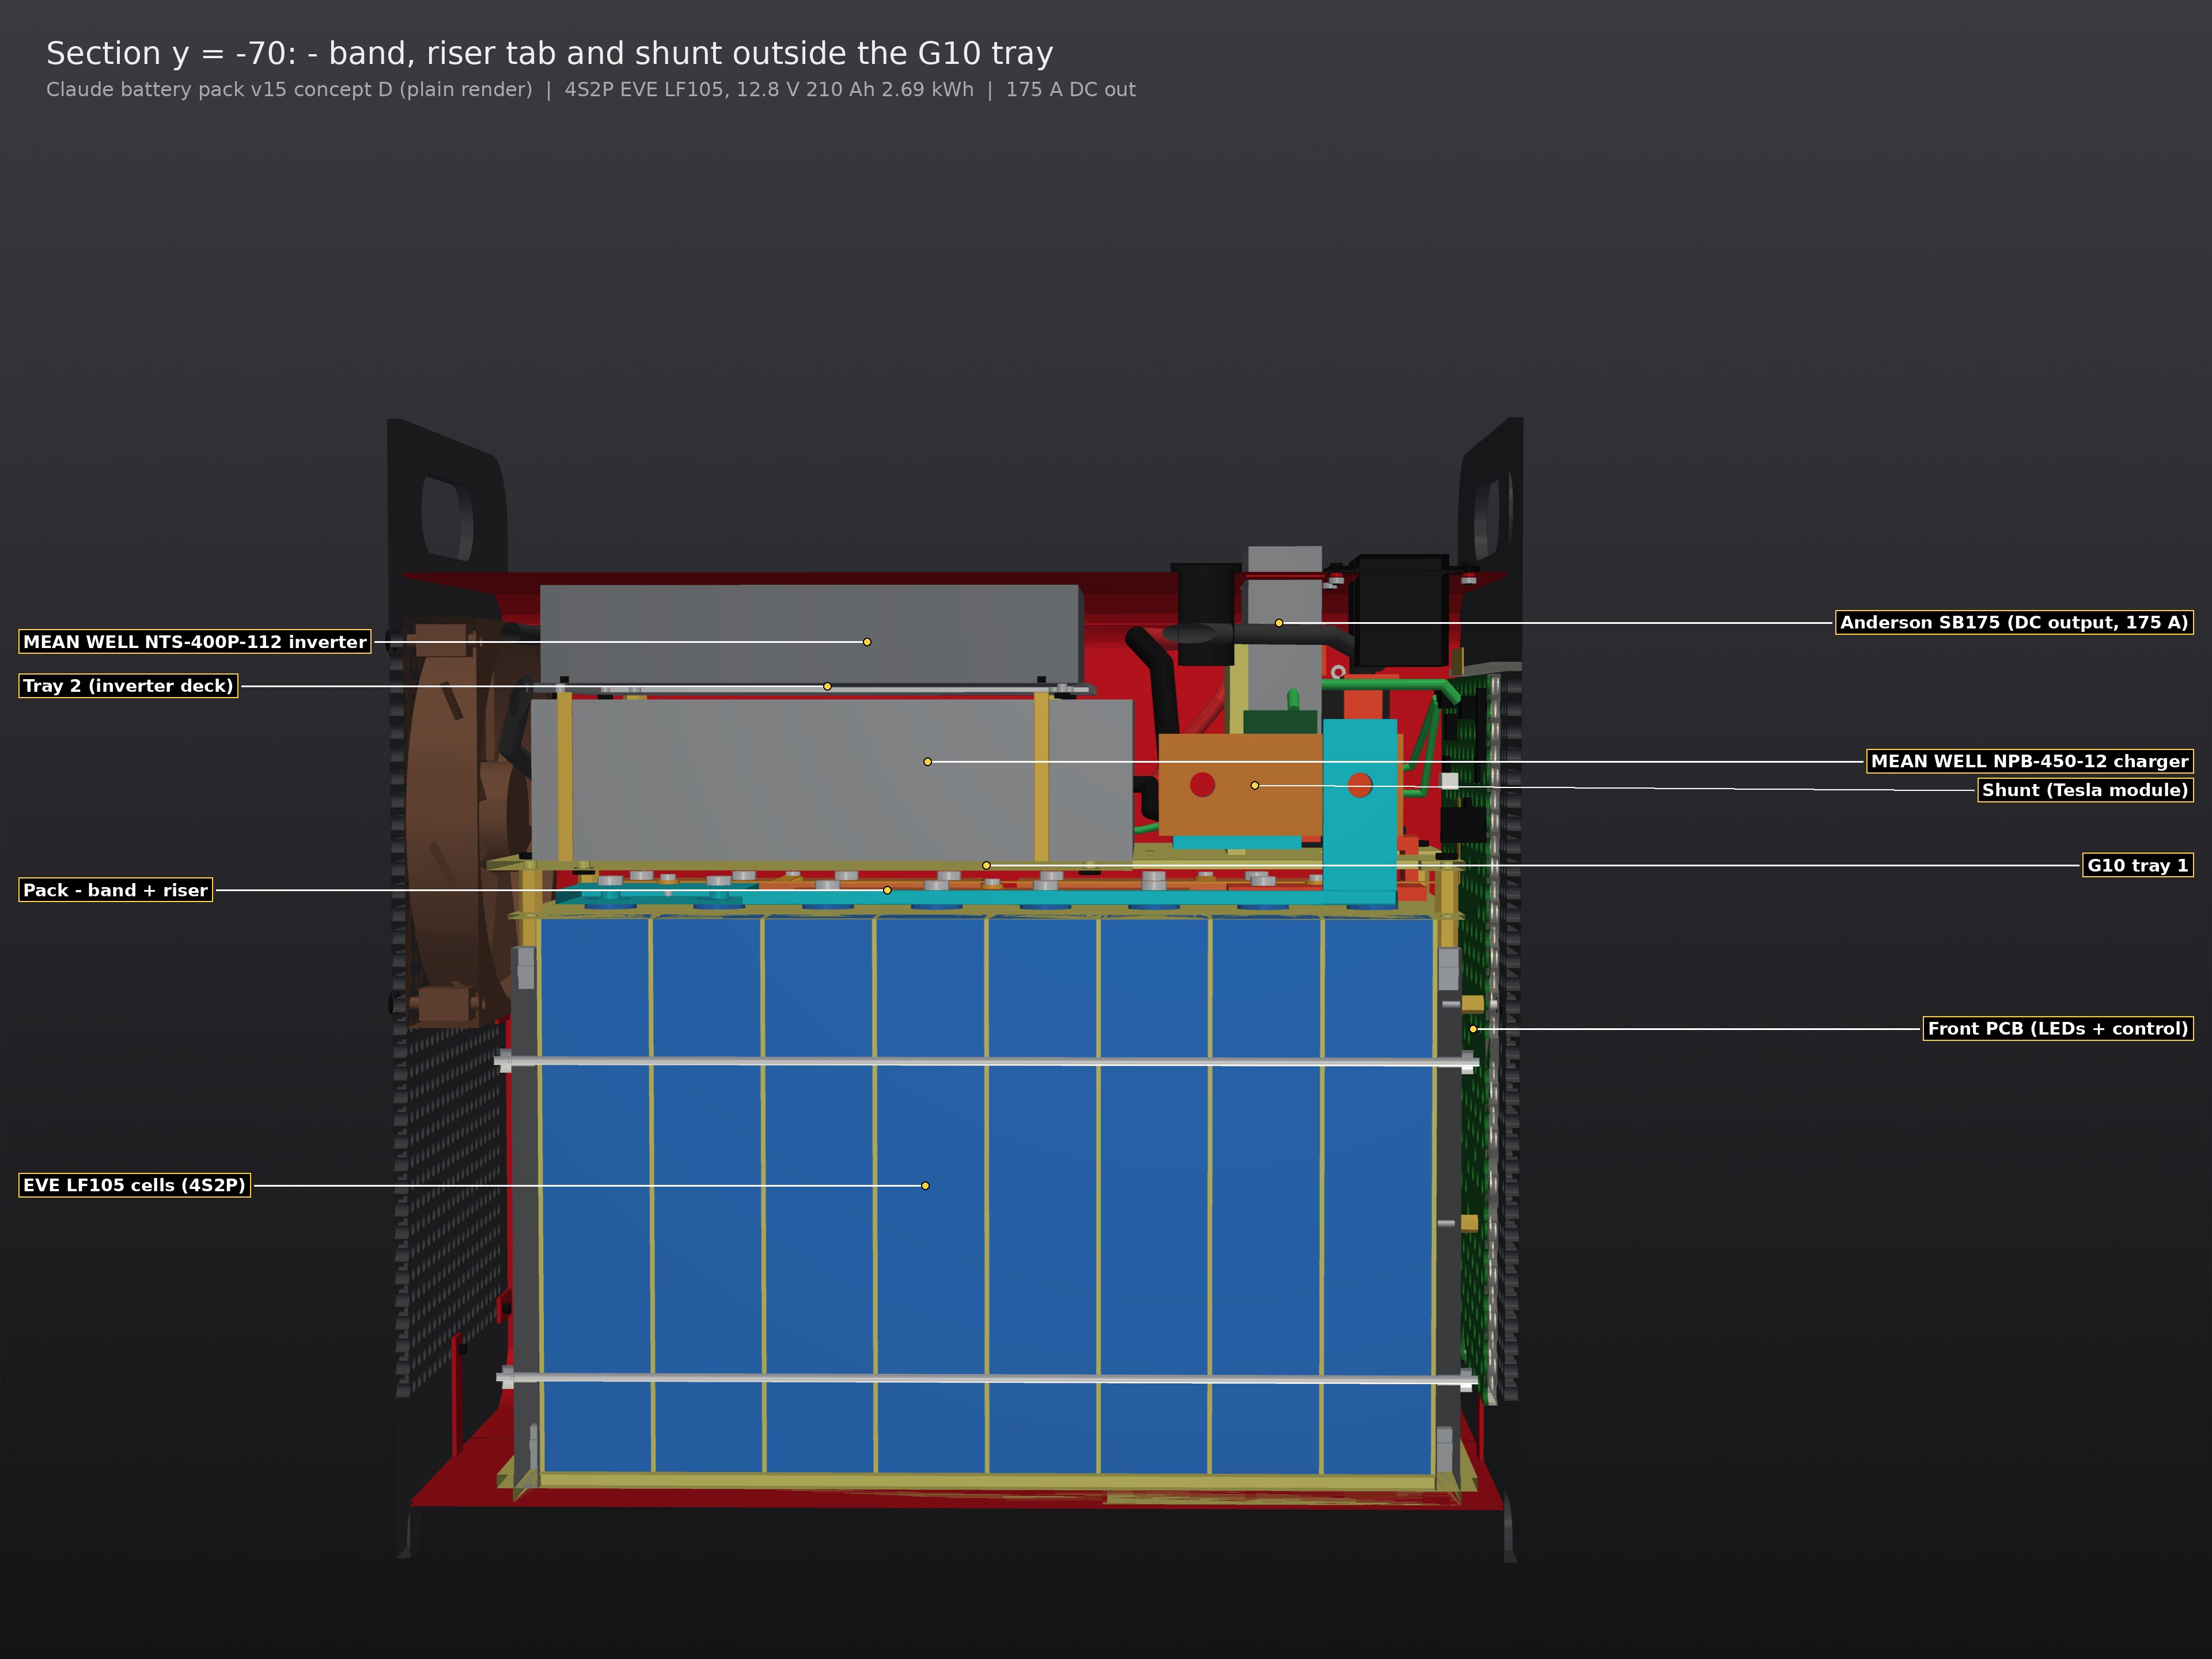 Section y = -70: - band, riser tab and shunt outside the G10 tray
Claude battery pack v15 concept D (plain render) | 4S2P EVE LF105, 12.8 V 210 Ah 2.69 kWh | 175 A DC out
Anderson SB175 (DC output, 175 A)
MEAN WELL NTS-400P-112 inverter
Tray 2 (inverter deck)
MEAN WELL NPB-450-12 charger
Shunt (Tesla module)
G10 tray 1
Pack - band + riser
Front PCB (LEDs + control)
EVE LF105 cells (4S2P)